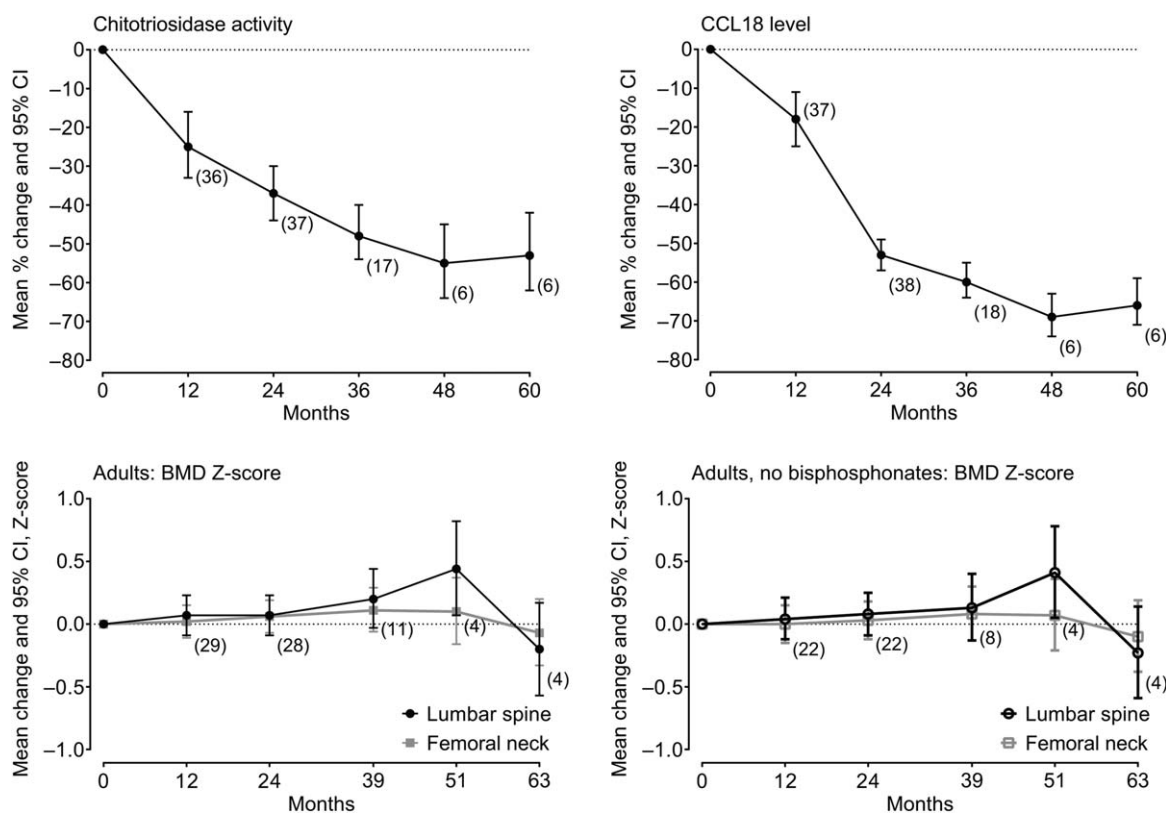 Chitotriosidase activity
Mean % change and 95% CI
0
–10
–20
–30
–40
–50
–60
–70
–80
(36)
(37)
(17)
(6)
(6)
0 12 24 36 48 60
Months
CCL18 level
Mean % change and 95% CI
0
–10
–20
–30
–40
–50
–60
–70
–80
(37)
(38)
(18)
(6)
(6)
0 12 24 36 48 60
Months
Adults: BMD Z-score
Mean change and 95% CI, Z-score
1.0
0.5
0.0
–0.5
–1.0
(29)
(28)
(11)
(4)
(4)
Lumbar spine
Femoral neck
0 12 24 39 51 63
Months
Adults, no bisphosphonates: BMD Z-score
Mean change and 95% CI, Z-score
1.0
0.5
0.0
–0.5
–1.0
(22)
(22)
(8)
(4)
(4)
Lumbar spine
Femoral neck
0 12 24 39 51 63
Months